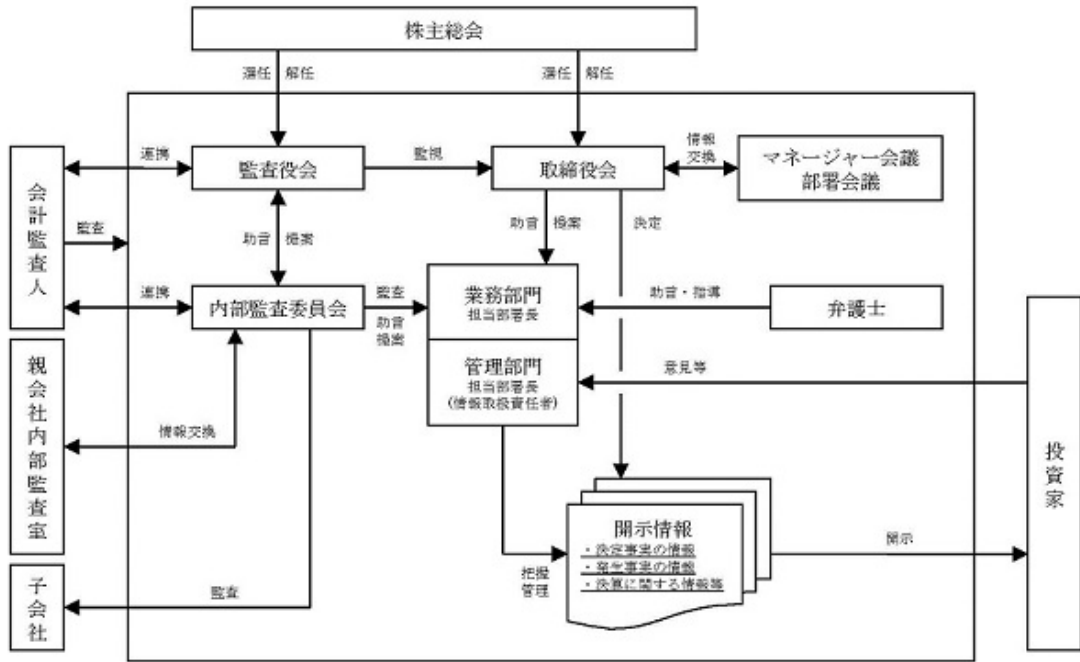 株主総会
選任 解任
選任 解任
連携
監査役会
監視
取締役会
情報
交換
マネージャー会議
部署会議
会計監査人
監査
助言 提案
助言 提案
決定
連携
内部監査委員会
監査
助言
提案
業務部門
担当部署長
助言・指導
弁護士
管理部門
担当部署長
(情報取扱責任者)
意見等
親会社内部監査室
情報交換
投資家
開示情報
・決定事実の情報
・発生事実の情報
・決算に関する情報等
開示
把握
管理
子会社
監査